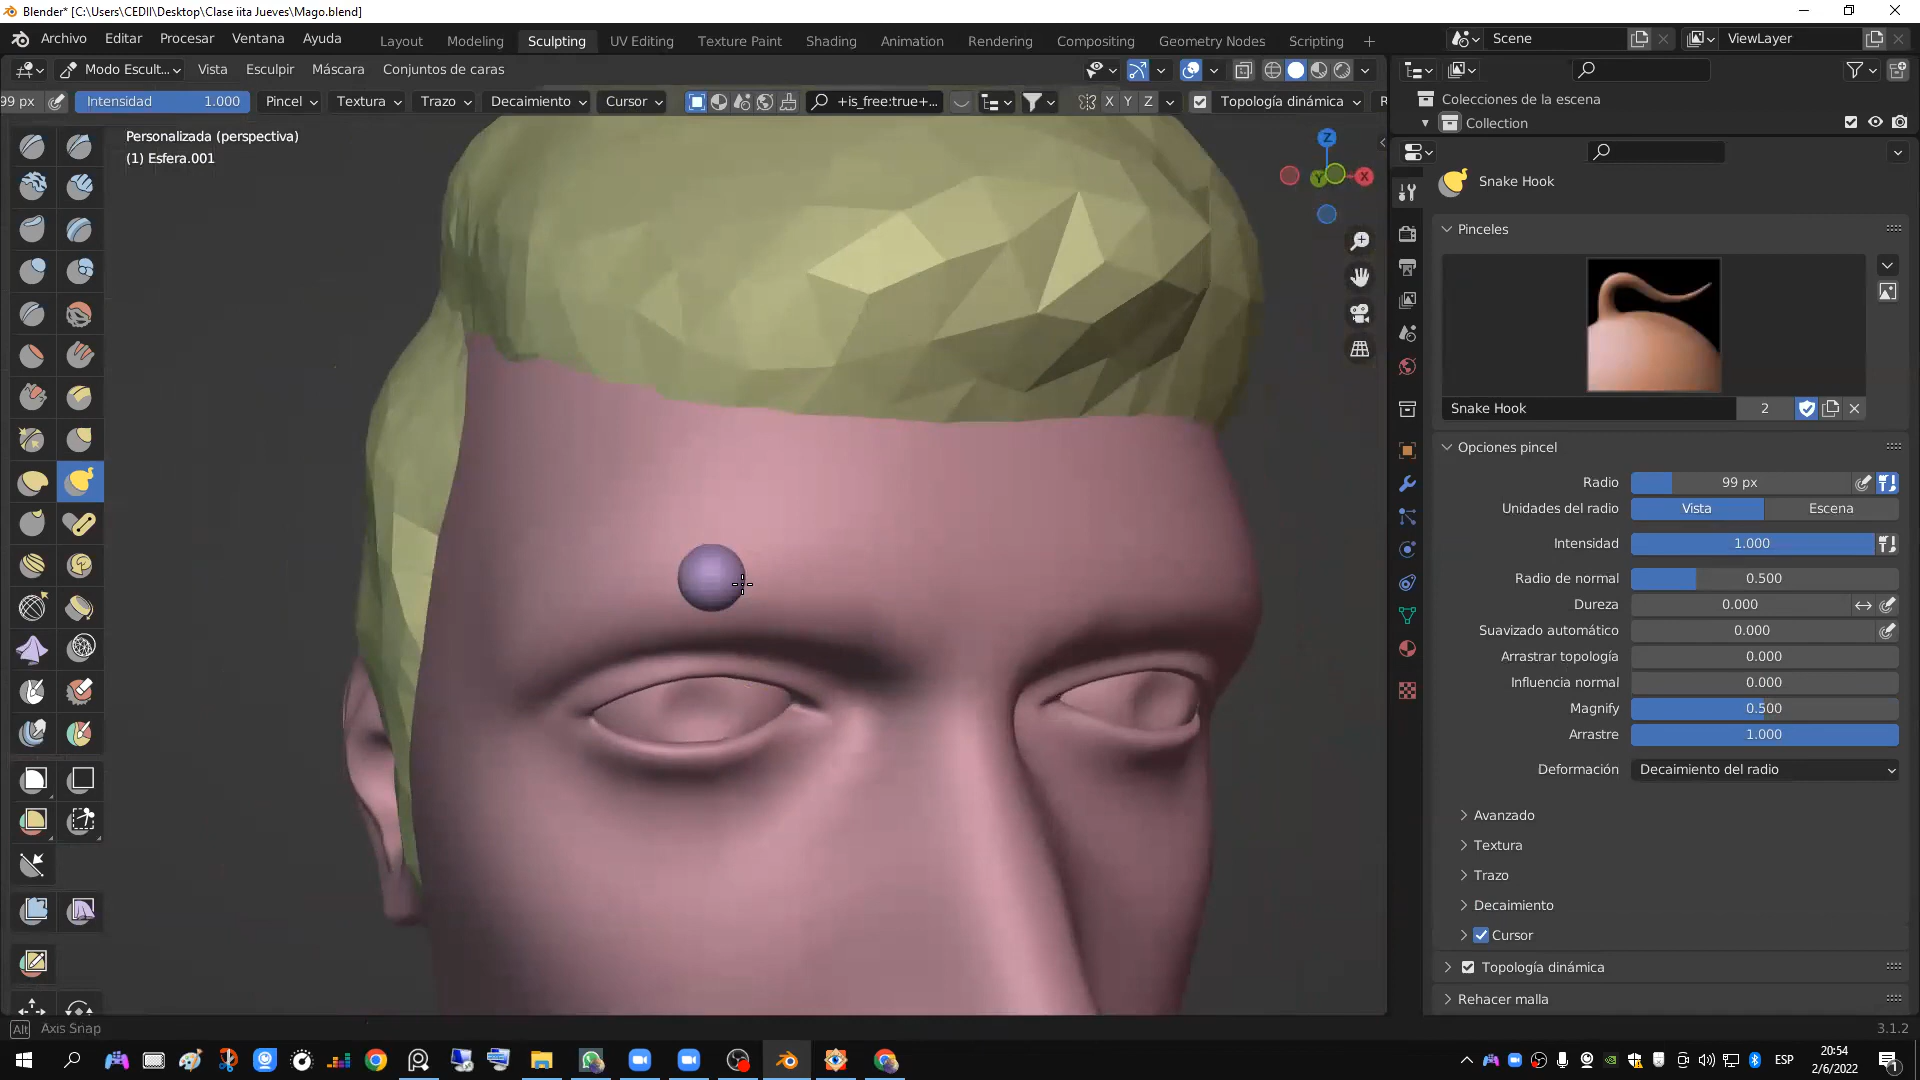 Blender* [C:\Users\CEDII\Desktop\Clase iita Jueves\Mago.blend]
Archivo Editar Procesar Ventana Ayuda Layout Modeling Sculpting UV Editing Texture Paint Shading Animation Rendering Compositing Geometry Nodes Scripting + Scene ViewLayer
Modo Escult... Vista Esculpir Máscara Conjuntos de caras
99 px Intensidad 1.000 Pincel Textura Trazo Decaimiento Cursor +is_free:true+... X Y Z Topología dinámica R
Colecciones de la escena
Collection
Personalizada (perspectiva)
(1) Esfera.001
Z
Y
X
Snake Hook
Pinceles
Snake Hook 2
Opciones pincel
Radio 99 px
Unidades del radio Vista Escena
Intensidad 1.000
Radio de normal 0.500
Dureza 0.000
Suavizado automático 0.000
Arrastrar topología 0.000
Influencia normal 0.000
Magnify 0.500
Arrastre 1.000
Deformación Decaimiento del radio
Avanzado
Textura
Trazo
Decaimiento
Cursor
Topología dinámica
Rehacer malla
Alt Axis Snap
3.1.2
ESP
20:54
2/6/2022
1